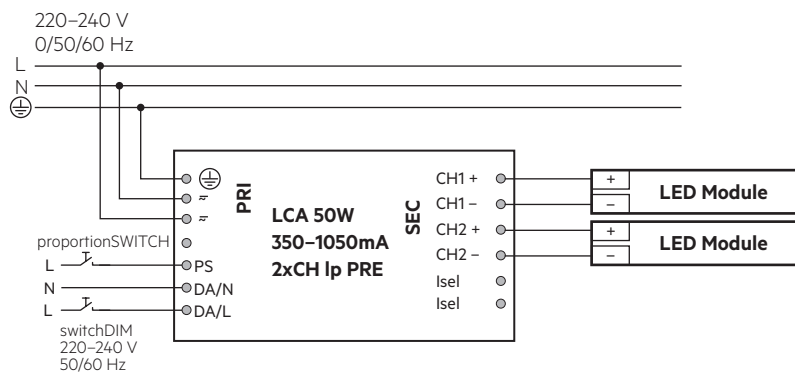 220–240 V
0/50/60 Hz
L
N
PRI
LCA 50W
350–1050mA
2xCH lp PRE
SEC
CH1 +
CH1 –
CH2 +
CH2 –
Isel
Isel
+
–
LED Module
+
–
LED Module
proportionSWITCH
L
PS
N
DA/N
L
DA/L
switchDIM
220–240 V
50/60 Hz